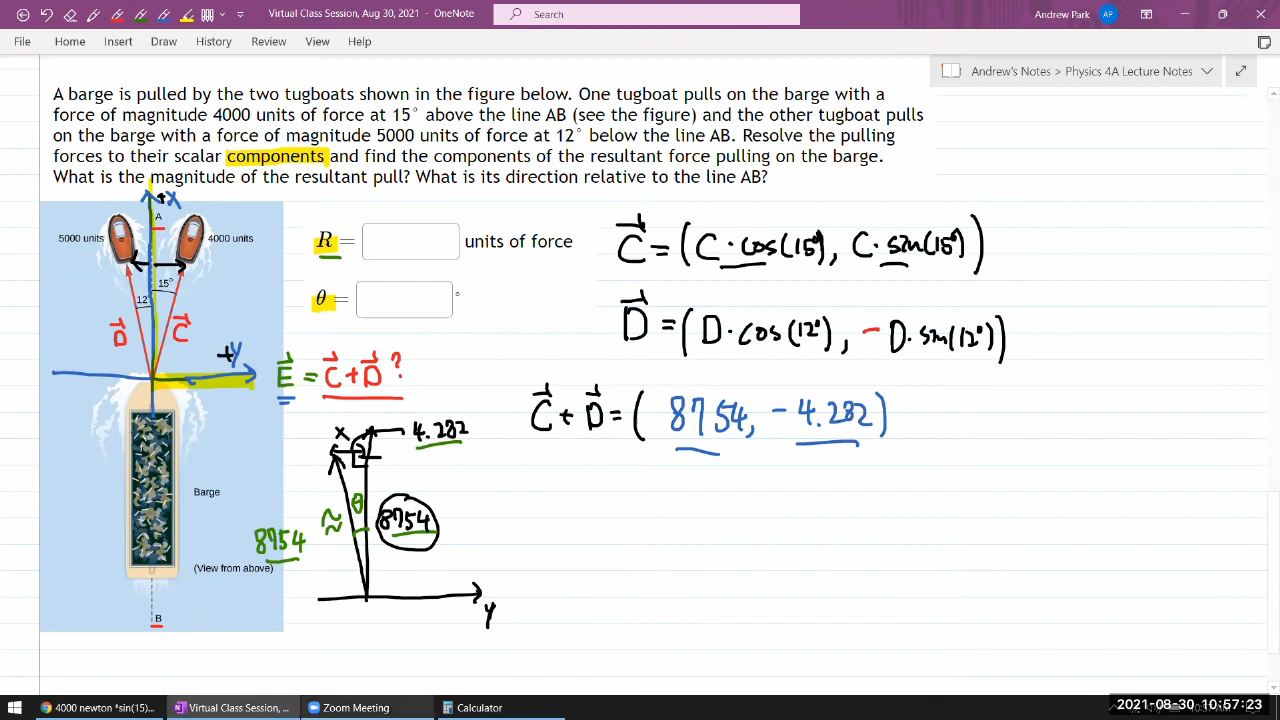 Virtual Class Session, Aug 30, 2021 - OneNote
Search
Andrew Park
AP
File Home Insert Draw History Review View Help
Andrew's Notes > Physics 4A Lecture Notes
A barge is pulled by the two tugboats shown in the figure below. One tugboat pulls on the barge with a
force of magnitude 4000 units of force at 15° above the line AB (see the figure) and the other tugboat pulls
on the barge with a force of magnitude 5000 units of force at 12° below the line AB. Resolve the pulling
forces to their scalar components and find the components of the resultant force pulling on the barge.
What is the magnitude of the resultant pull? What is its direction relative to the line AB?
+X
A
5000 units
4000 units
15°
12°
D⃗
C⃗
+Y
Barge
(View from above)
B
R = units of force
θ = °
E⃗ = C⃗ + D⃗ ?
C⃗ = (C · cos(15°), C · sin(15°))
D⃗ = (D · cos(12°), - D · sin(12°))
C⃗ + D⃗ = ( 8754, - 4.282)
X
4.282
θ
≈
8754
8754
Y
4000 newton *sin(15)...
Virtual Class Session,...
Zoom Meeting
Calculator
2021-08-30 10:57:23